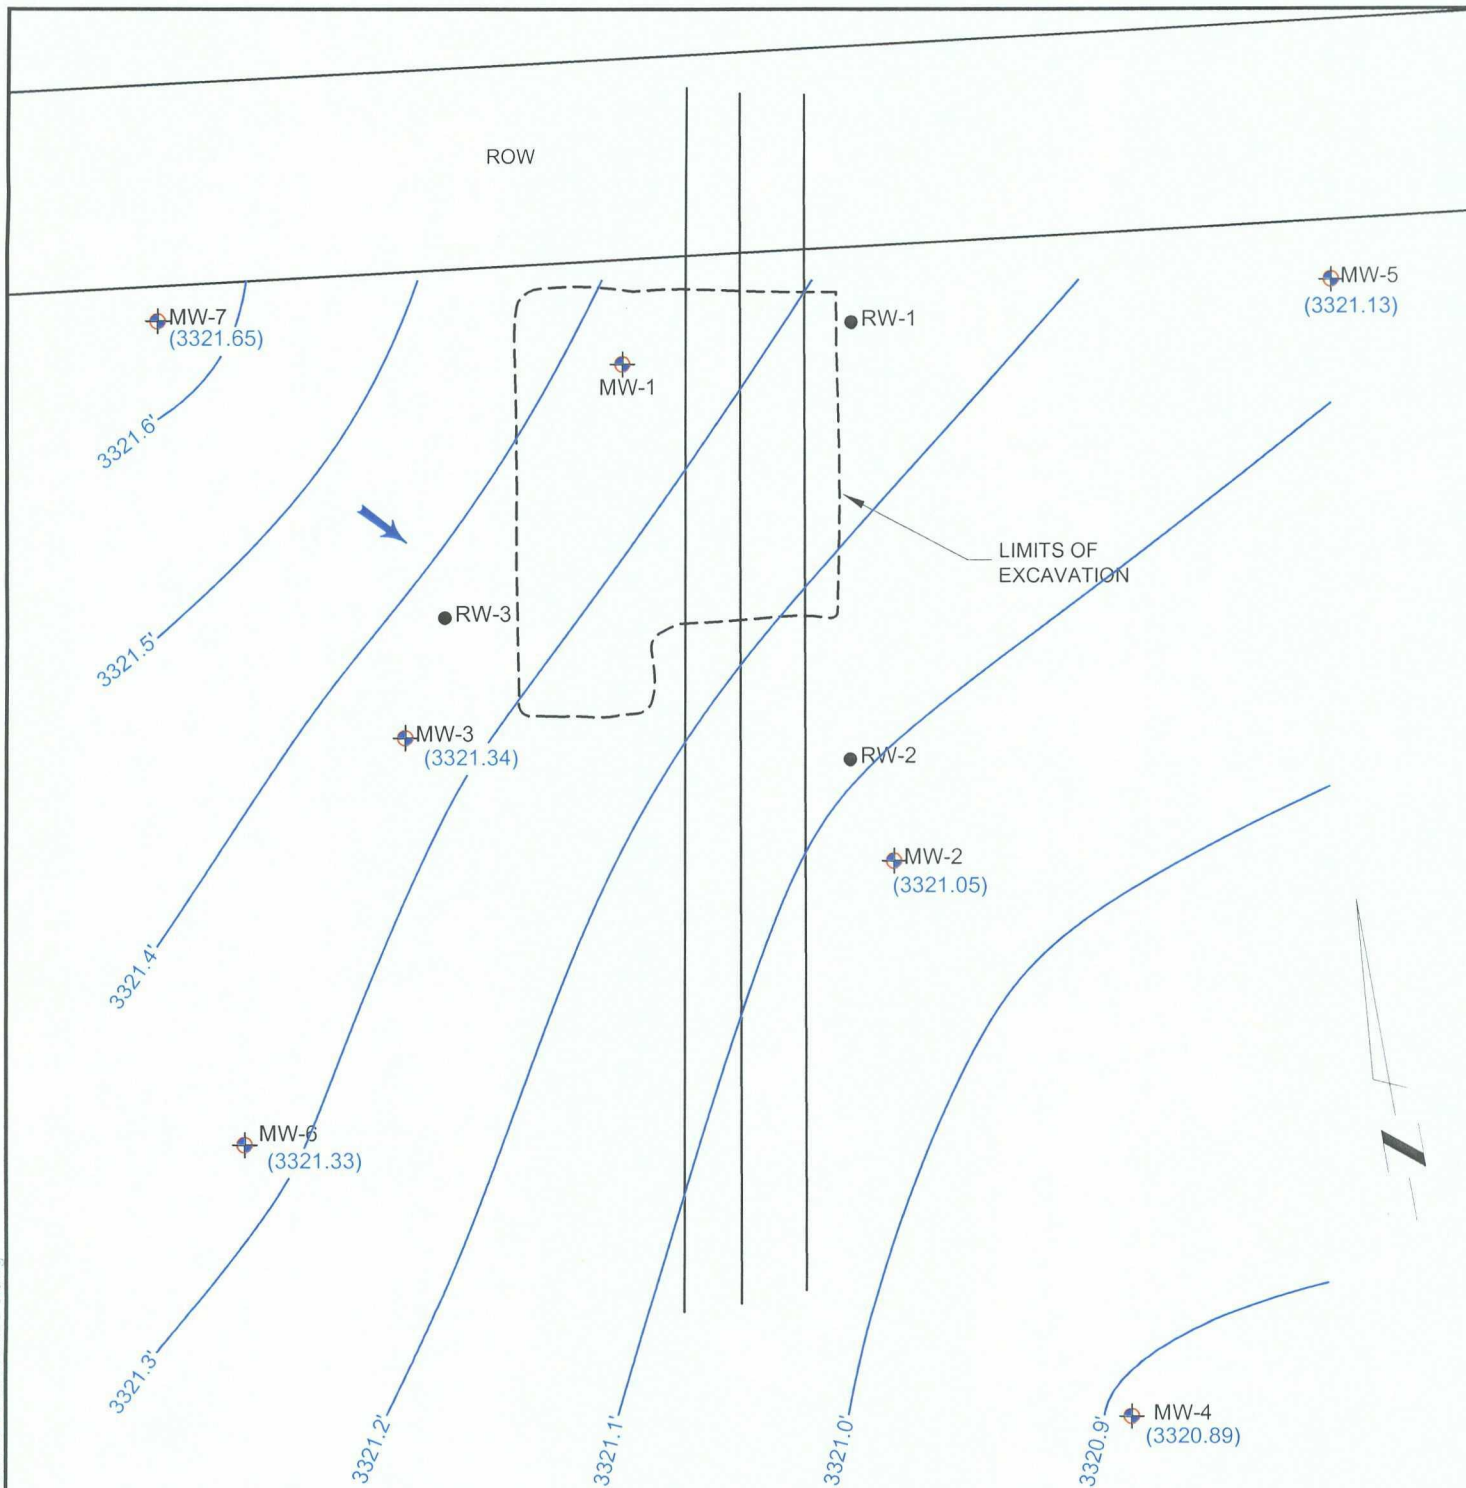 ROW
MW-5
(3321.13)
MW-7
(3321.65)
RW-1
MW-1
3321.6'
LIMITS OF
EXCAVATION
RW-3
3321.5'
MW-3
(3321.34)
RW-2
MW-2
(3321.05)
3321.4'
MW-6
(3321.33)
N
3321.3'
MW-4
(3320.89)
3321.2'
3321.1'
3321.0'
3320.9'